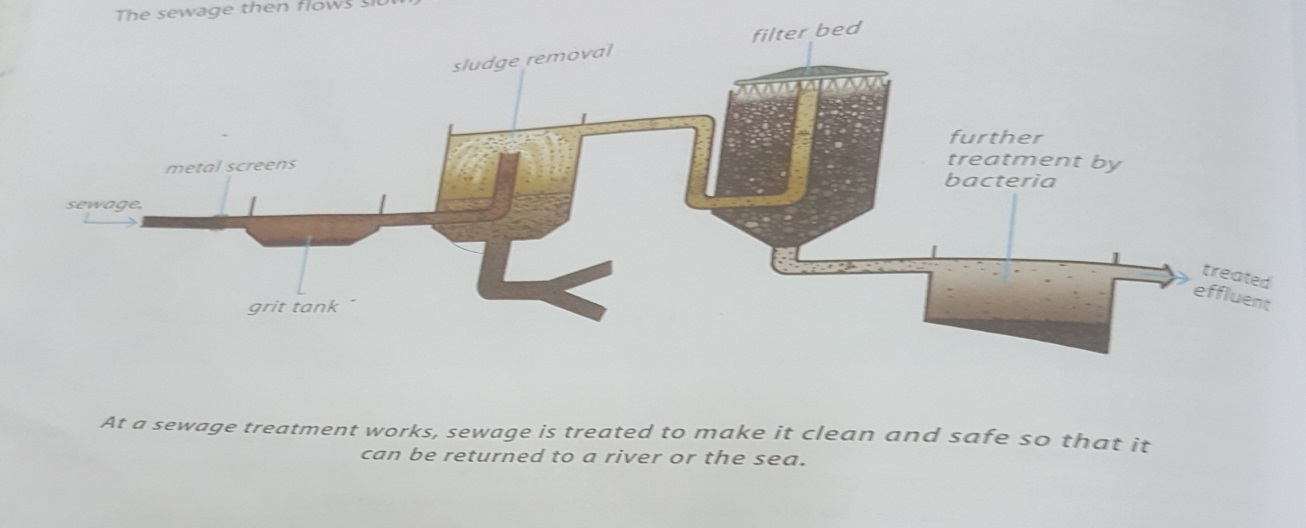 The sewage then flows
filter bed
sludge removal
further
treatment by
bacteria
metal screens
sewage
treated
effluent
grit tank
At a sewage treatment works, sewage is treated to make it clean and safe so that it
can be returned to a river or the sea.